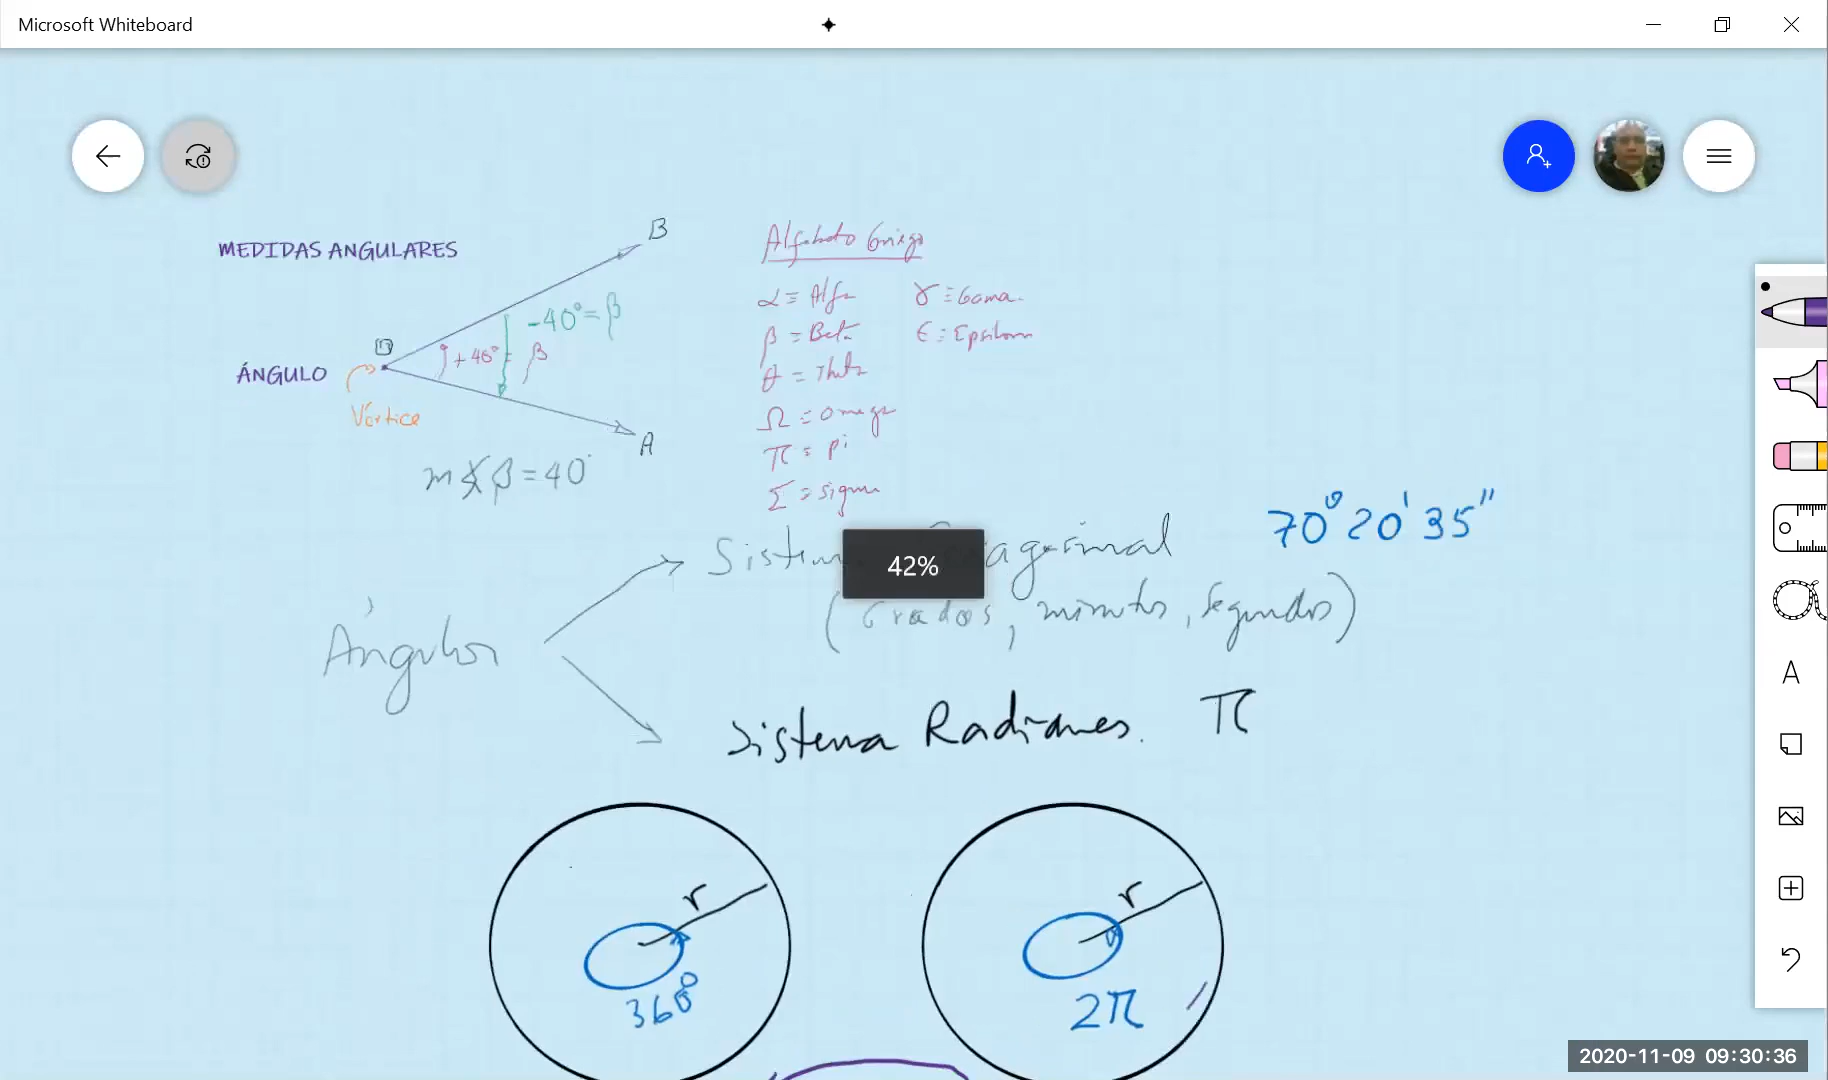 Microsoft Whiteboard
MEDIDAS ANGULARES
B
Alfabeto Griego
α = Alfa
γ = Gama.
-40° = β
β = Beta
ϵ = Epsilon
+40° = β
ÁNGULO
θ = Theta
Vértice
Ω = Omega
A
π = pi
m∡β = 40°
Σ = sigma
70° 20' 35"
Sistema
42%
(Grados, minutos, segundos)
Ángulos
Sistema Radianes. π
r
r
360°
2π
A
2020-11-09 09:30:36